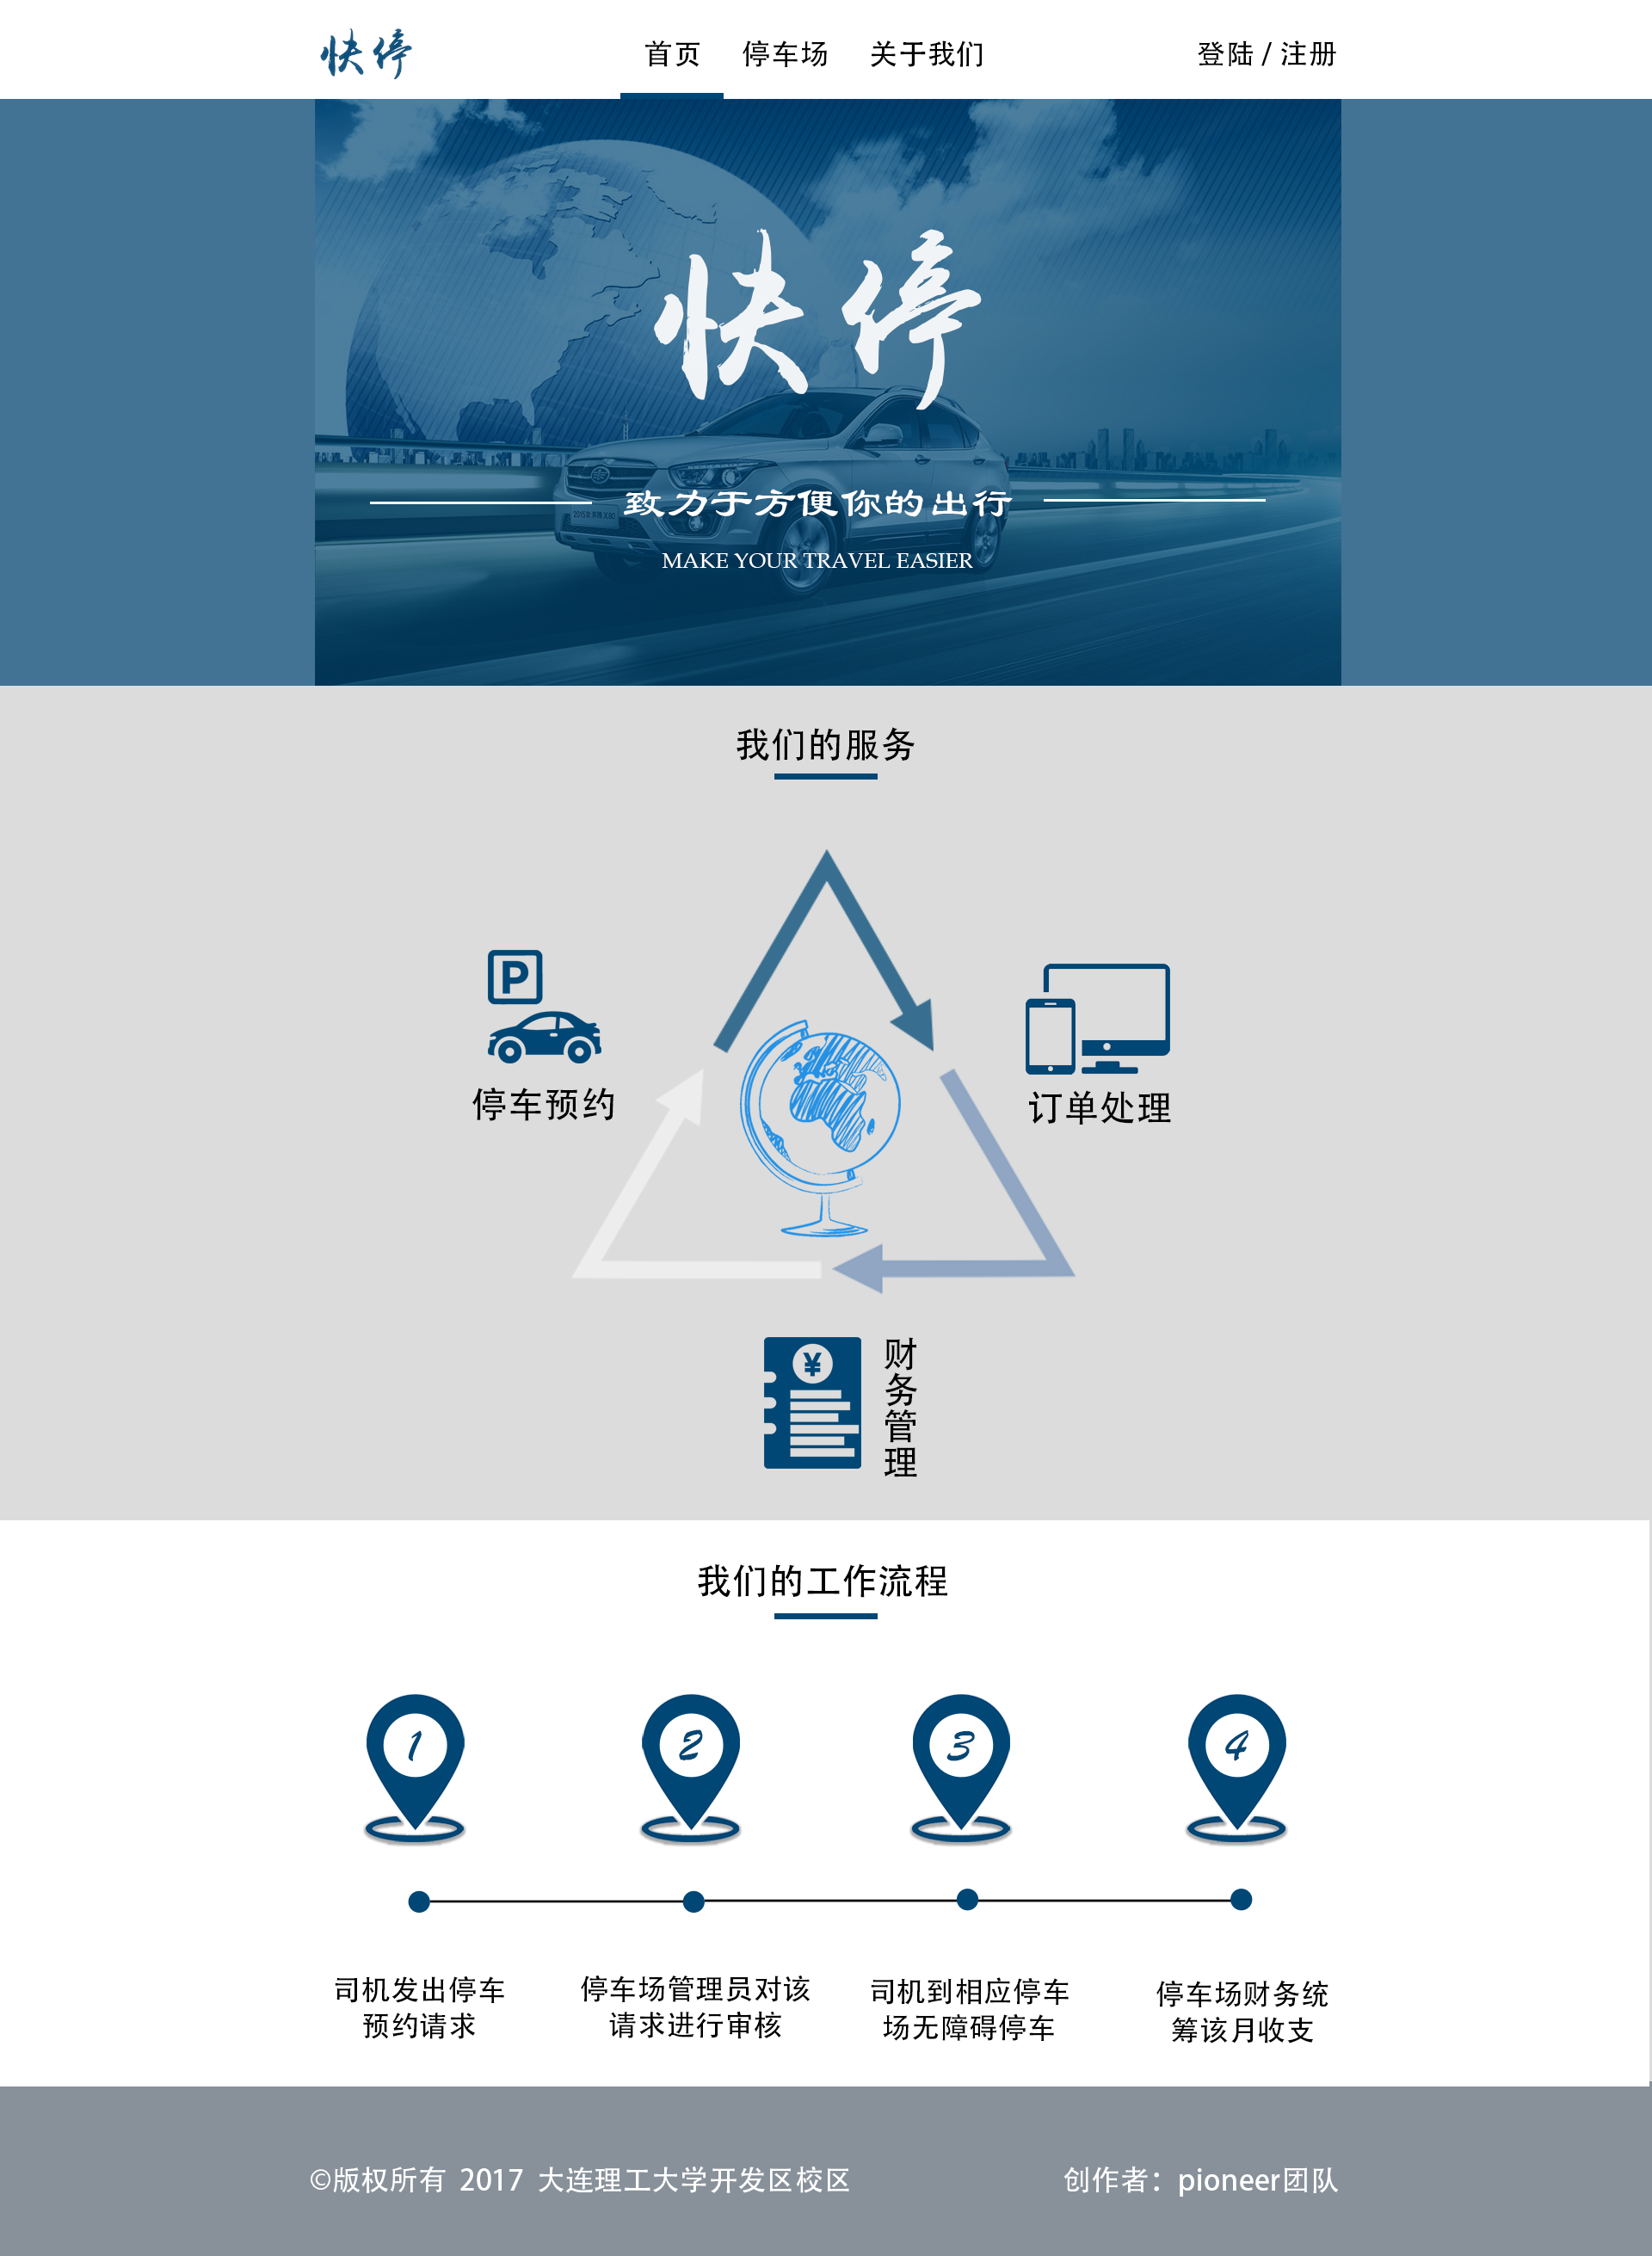 快停
首页 停车场 关于我们 登陆 / 注册
快停
致力于方便你的出行
MAKE YOUR TRAVEL EASIER
我们的服务
P
停车预约
订单处理
¥
财务管理
我们的工作流程
1 2 3 4
司机发出停车
预约请求
停车场管理员对该
请求进行审核
司机到相应停车
场无障碍停车
停车场财务统
筹该月收支
©版权所有 2017 大连理工大学开发区校区 创作者：pioneer团队